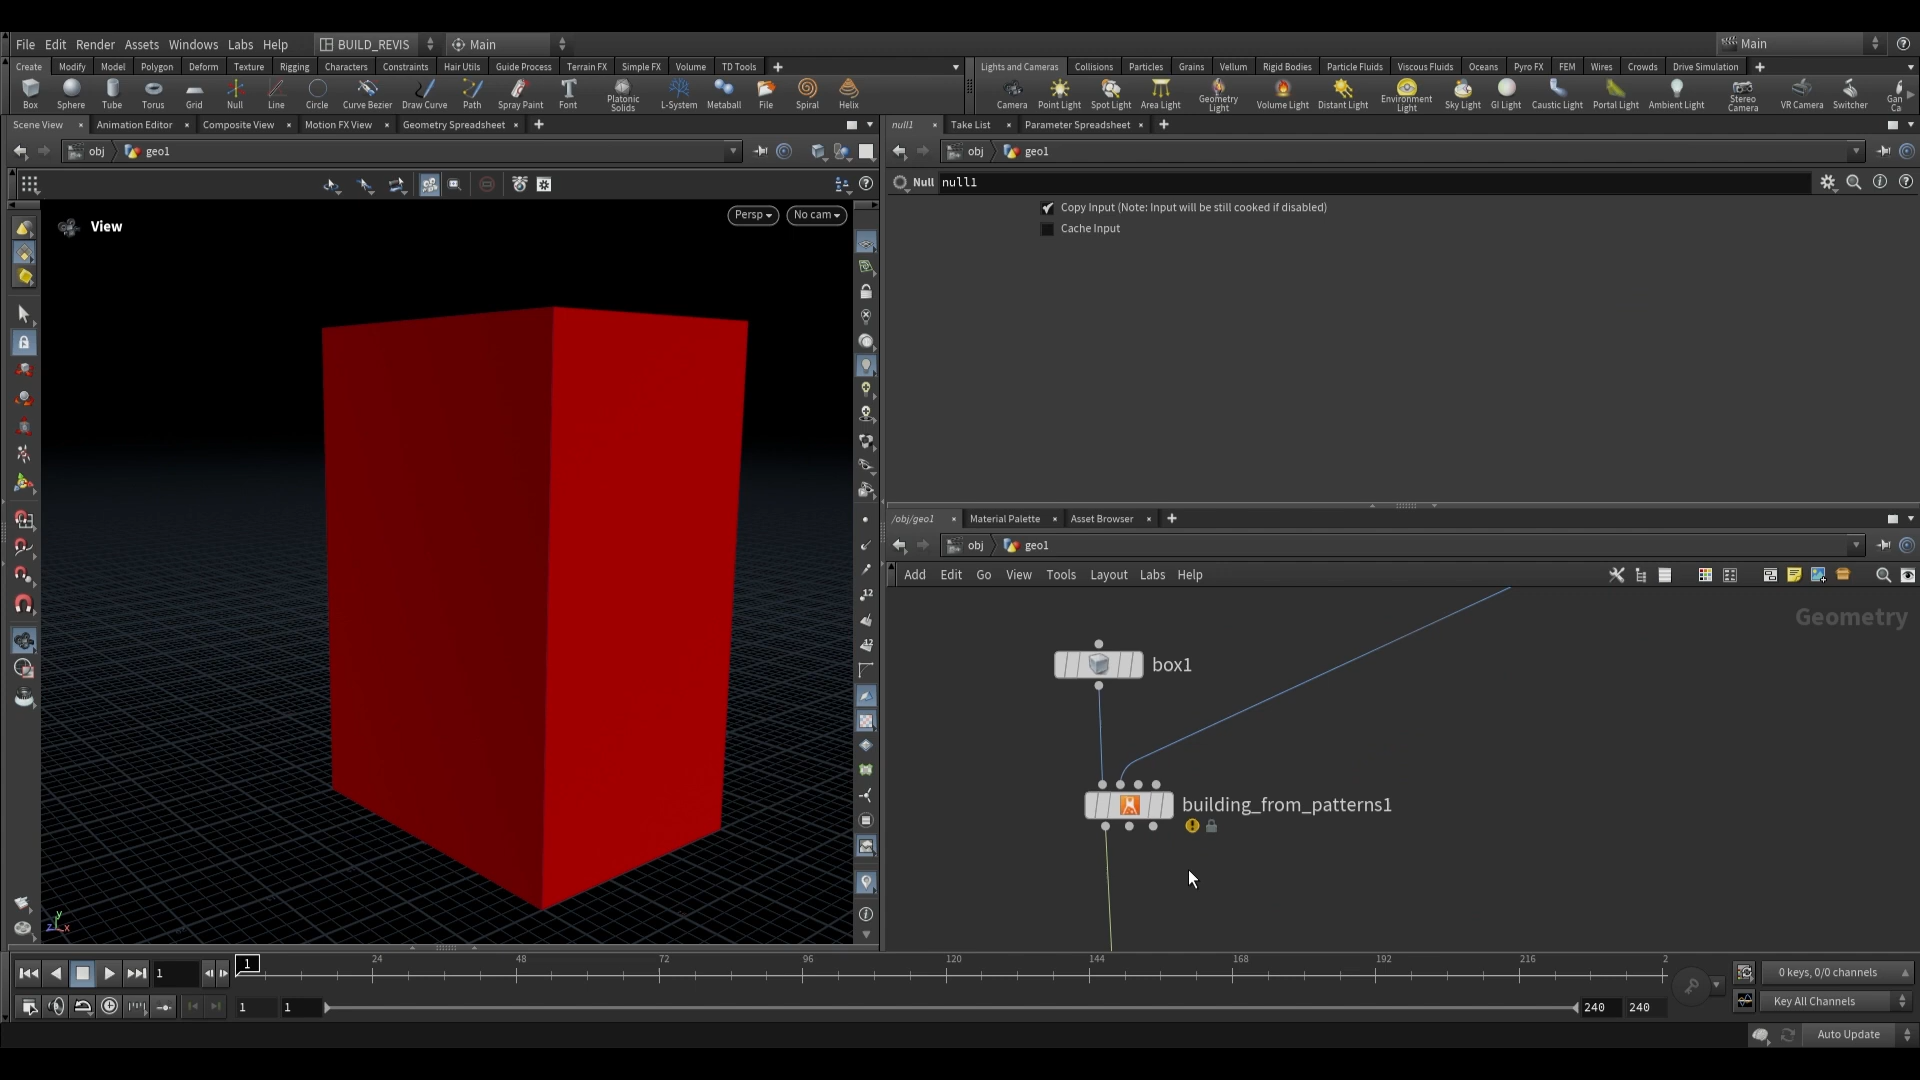 File Edit Render Assets Windows Labs Help BUILD_REVIS Main Main
Create Modify Model Polygon Deform Texture Rigging Characters Constraints Hair Utils Guide Process Terrain FX Simple FX Volume TD Tools
Lights and Cameras Collisions Particles Grains Vellum Rigid Bodies Particle Fluids Viscous Fluids Oceans Pyro FX FEM Wires Crowds Drive Simulation
Box Sphere Tube Torus Grid Null Line Circle Curve Bezier Draw Curve Path Spray Paint Font Platonic Solids L-System Metaball File Spiral Helix
Camera Point Light Spot Light Area Light Geometry Light Volume Light Distant Light Environment Light Sky Light GI Light Caustic Light Portal Light Ambient Light Stereo Camera VR Camera Switcher Gan Ca
Scene View Animation Editor Composite View Motion FX View Geometry Spreadsheet
null1 Take List Parameter Spreadsheet
obj geo1
obj geo1
Null null1
Copy Input (Note: Input will be still cooked if disabled)
Cache Input
View
Persp No cam
12
12
y
z x
/obj/geo1 Material Palette Asset Browser
obj geo1
Add Edit Go View Tools Layout Labs Help
Geometry
box1
building_from_patterns1
1 1 24 48 72 96 120 144 168 192 216 2
0 keys, 0/0 channels
1 1 240 240
Key All Channels
Auto Update